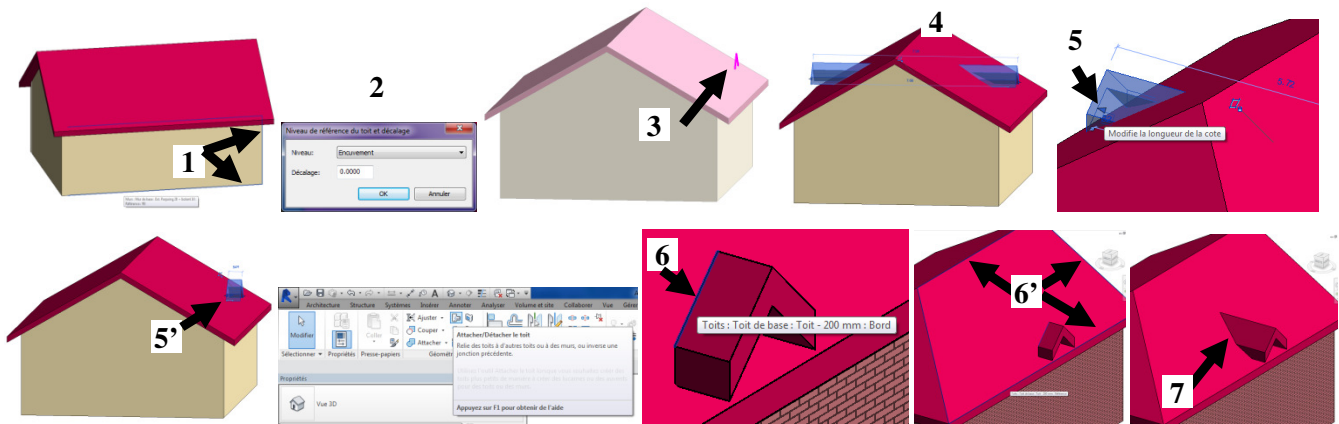 1
2
Niveau de référence du toit et décalage
Niveau: Encuvement
Décalage: 0.0000
OK Annuler
3
4
5
Modifie la longueur de la cote
5'
Architecture Structure Systèmes Insérer Annoter Analyser Volume et site Collaborer Vue Gérer
Modifier
Propriétés
Coller
Ajuster
Couper
Attacher
Sélectionner Propriétés Presse-papiers Géomét
Attacher/Détacher le toit
Relie des toits à d'autres toits ou à des murs, ou inverse une
jonction précédente.
Appuyez sur F1 pour obtenir de l'aide
Propriétés
Vue 3D
6
Toits : Toit de base : Toit - 200 mm : Bord
6'
7